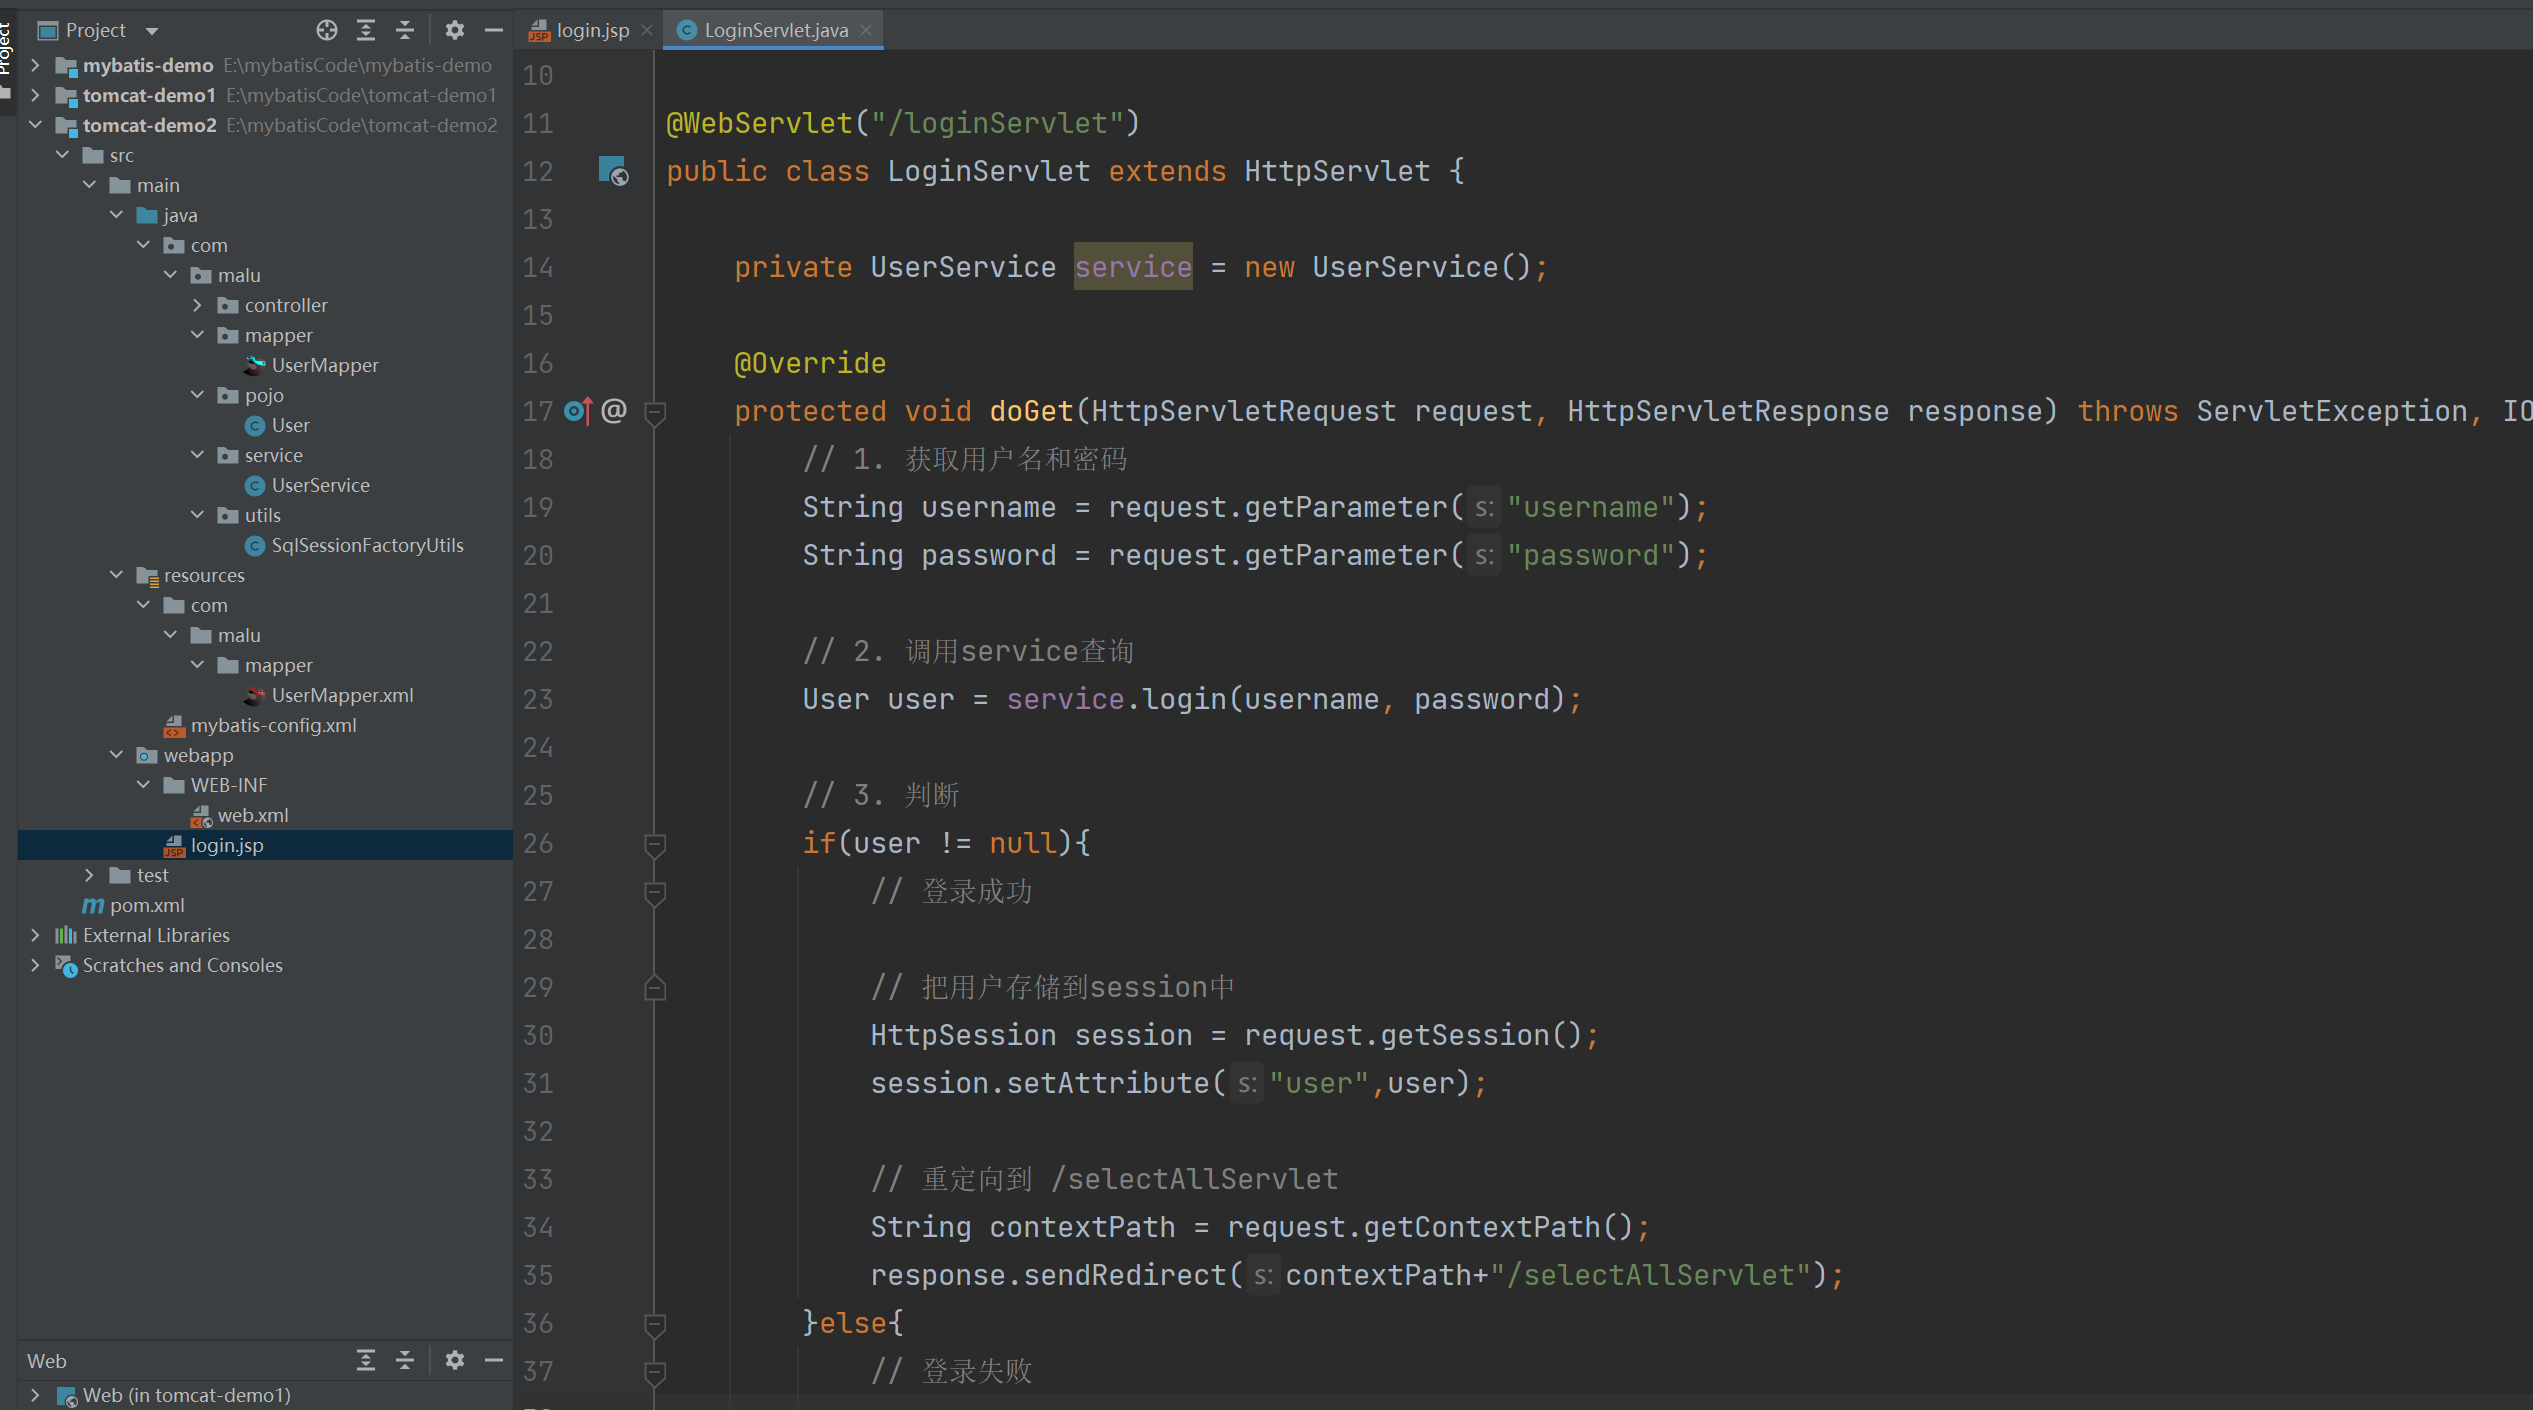 Project
Project
mybatis-demo E:\mybatisCode\mybatis-demo
tomcat-demo1 E:\mybatisCode\tomcat-demo1
tomcat-demo2 E:\mybatisCode\tomcat-demo2
src
main
java
com
malu
controller
mapper
UserMapper
pojo
User
service
UserService
utils
SqlSessionFactoryUtils
resources
com
malu
mapper
UserMapper.xml
mybatis-config.xml
webapp
WEB-INF
web.xml
login.jsp
test
pom.xml
External Libraries
Scratches and Consoles
Web
Web (in tomcat-demo1)
login.jsp LoginServlet.java
10
11 @WebServlet("/loginServlet")
12 public class LoginServlet extends HttpServlet {
13
14 private UserService service = new UserService();
15
16 @Override
17 protected void doGet(HttpServletRequest request, HttpServletResponse response) throws ServletException, IO
18 // 1. 获取用户名和密码
19 String username = request.getParameter( s: "username");
20 String password = request.getParameter( s: "password");
21
22 // 2. 调用service查询
23 User user = service.login(username, password);
24
25 // 3. 判断
26 if(user != null){
27 // 登录成功
28
29 // 把用户存储到session中
30 HttpSession session = request.getSession();
31 session.setAttribute( s: "user",user);
32
33 // 重定向到 /selectAllServlet
34 String contextPath = request.getContextPath();
35 response.sendRedirect( s: contextPath+"/selectAllServlet");
36 }else{
37 // 登录失败